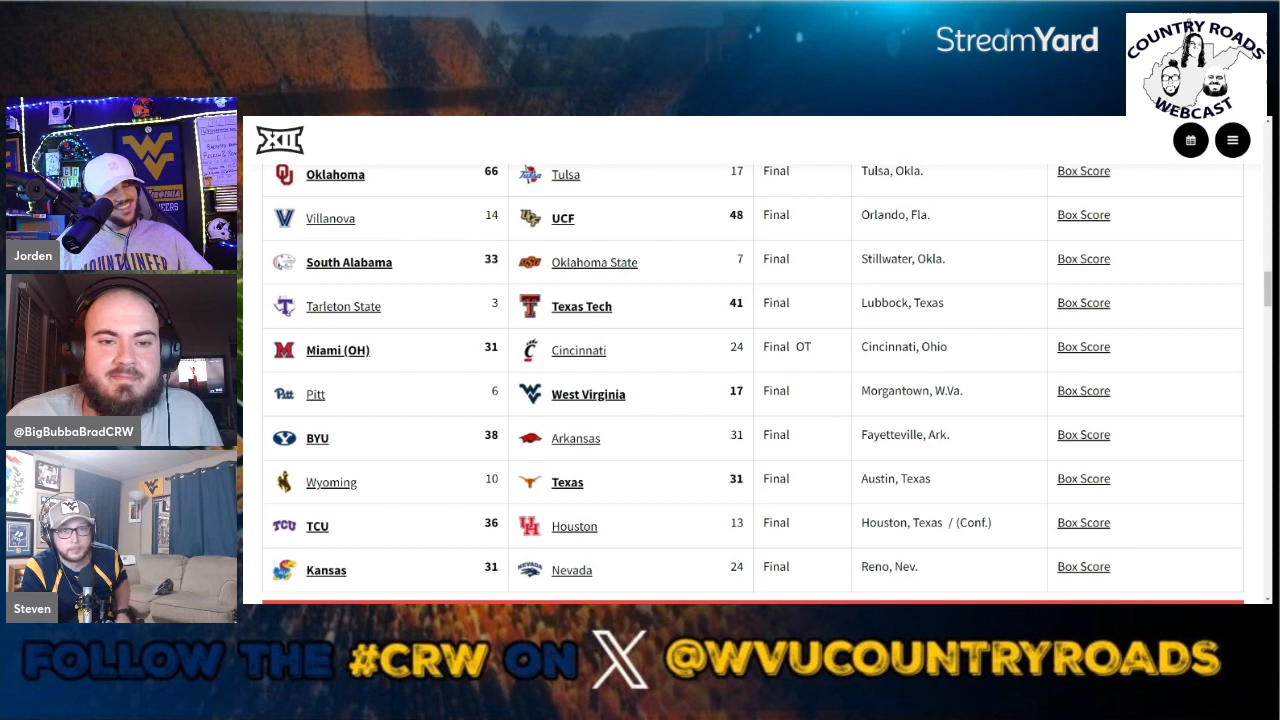 StreamYard
COUNTRY ROADS
WEBCAST
XII
Oklahoma 66 Tulsa 17 Final Tulsa, Okla. Box Score
Villanova 14 UCF 48 Final Orlando, Fla. Box Score
South Alabama 33 Oklahoma State 7 Final Stillwater, Okla. Box Score
Tarleton State 3 Texas Tech 41 Final Lubbock, Texas Box Score
Miami (OH) 31 Cincinnati 24 Final OT Cincinnati, Ohio Box Score
Pitt 6 West Virginia 17 Final Morgantown, W.Va. Box Score
BYU 38 Arkansas 31 Final Fayetteville, Ark. Box Score
Wyoming 10 Texas 31 Final Austin, Texas Box Score
TCU 36 Houston 13 Final Houston, Texas / (Conf.) Box Score
Kansas 31 Nevada 24 Final Reno, Nev. Box Score
Jorden
@BigBubbaBradCRW
Steven
FOLLOW THE #CRW ON X @WVUCOUNTRYROADS